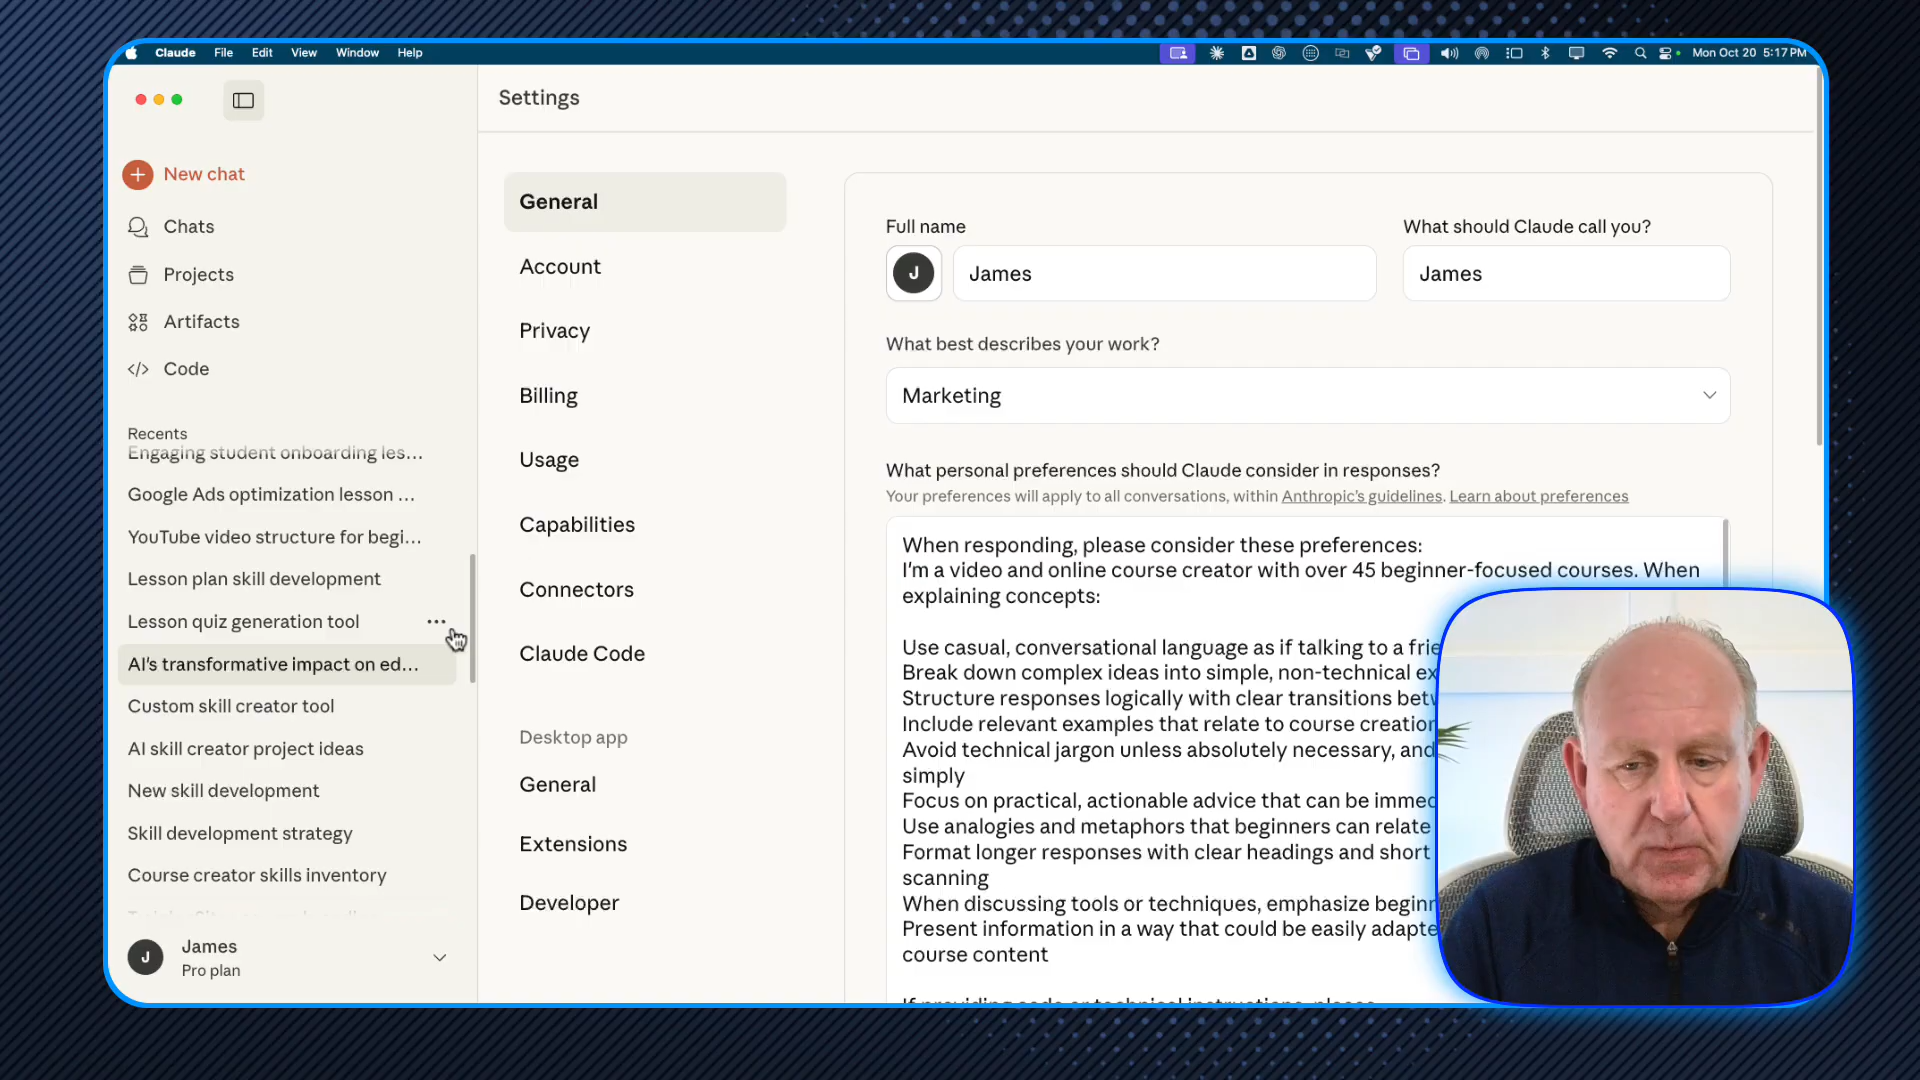 Claude File Edit View Window Help
Mon Oct 20 5:17 PM
Settings
New chat
Chats
Projects
Artifacts
Code
Recents
Engaging student onboarding les...
Google Ads optimization lesson ...
YouTube video structure for begi...
Lesson plan skill development
Lesson quiz generation tool
AI's transformative impact on ed...
Custom skill creator tool
AI skill creator project ideas
New skill development
Skill development strategy
Course creator skills inventory
J
James
Pro plan
General
Account
Privacy
Billing
Usage
Capabilities
Connectors
Claude Code
Desktop app
General
Extensions
Developer
Full name
What should Claude call you?
J
James
James
What best describes your work?
Marketing
What personal preferences should Claude consider in responses?
Your preferences will apply to all conversations, within Anthropic's guidelines. Learn about preferences
When responding, please consider these preferences:
I'm a video and online course creator with over 45 beginner-focused courses. When
explaining concepts:
Use casual, conversational language as if talking to a frie
Break down complex ideas into simple, non-technical ex
Structure responses logically with clear transitions betw
Include relevant examples that relate to course creation
Avoid technical jargon unless absolutely necessary, and
simply
Focus on practical, actionable advice that can be immed
Use analogies and metaphors that beginners can relate
Format longer responses with clear headings and short
scanning
When discussing tools or techniques, emphasize beginn
Present information in a way that could be easily adapte
course content
If providing code or technical instructions, please